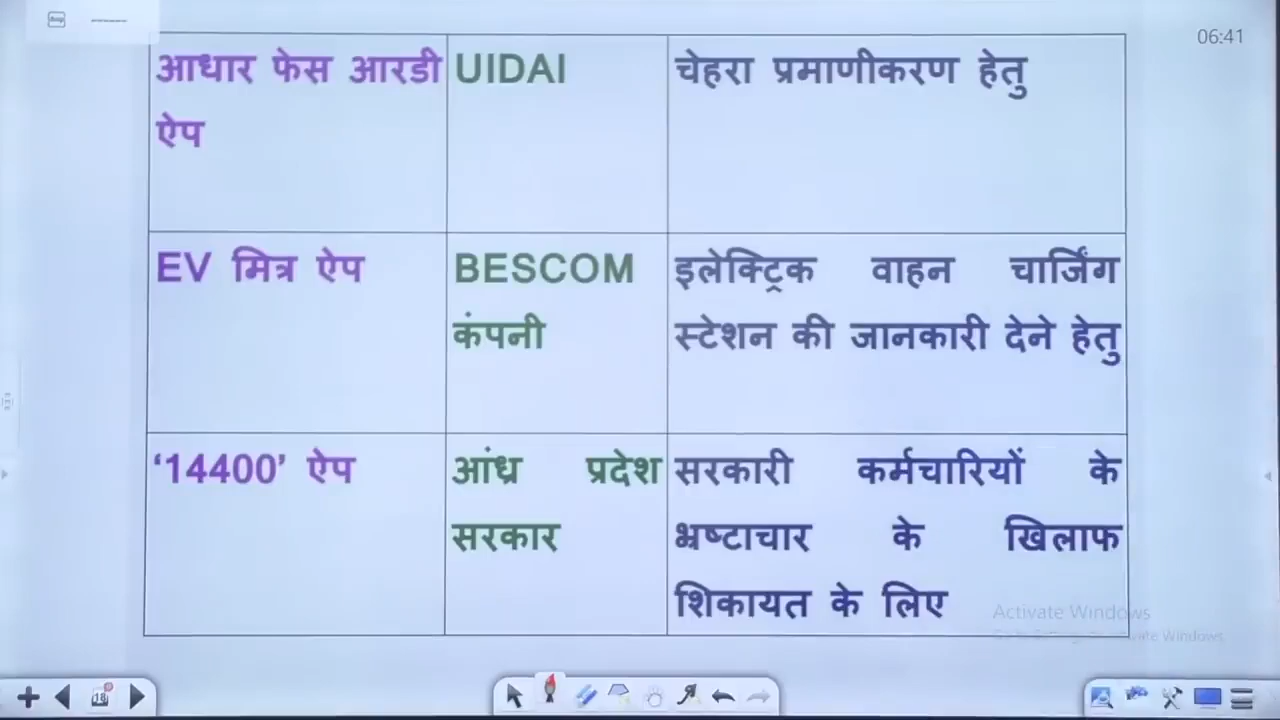 06:41
आधार फेस आरडी
ऐप
UIDAI
चेहरा प्रमाणीकरण हेतु
EV मित्र ऐप
BESCOM
कंपनी
इलेक्ट्रिक वाहन चार्जिंग
स्टेशन की जानकारी देने हेतु
‘14400’ ऐप
आंध्र प्रदेश
सरकार
सरकारी कर्मचारियों के
भ्रष्टाचार के खिलाफ
शिकायत के लिए
Activate Windows
18